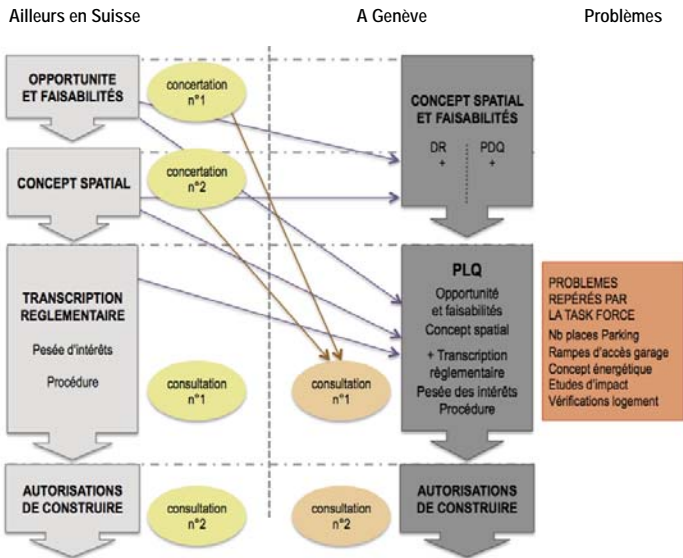 Ailleurs en Suisse
A Genève
Problèmes
OPPORTUNITE
ET FAISABILITÉS
concertation
n°1
CONCEPT SPATIAL
ET FAISABILITÉS
DR
PDQ
+
+
CONCEPT SPATIAL
concertation
n°2
TRANSCRIPTION
REGLEMENTAIRE
Pesée d'intérêts
Procédure
consultation
n°1
consultation
n°1
PLQ
Opportunité
et faisabilités
Concept spatial
+ Transcription
règlementaire
Pesée des intérêts
Procédure
PROBLEMES
REPÉRÉS PAR
LA TASK FORCE
Nb places Parking
Rampes d'accès garage
Concept énergétique
Etudes d'impact
Vérifications logement
AUTORISATIONS
DE CONSTRUIRE
consultation
n°2
consultation
n°2
AUTORISATIONS
DE CONSTRUIRE